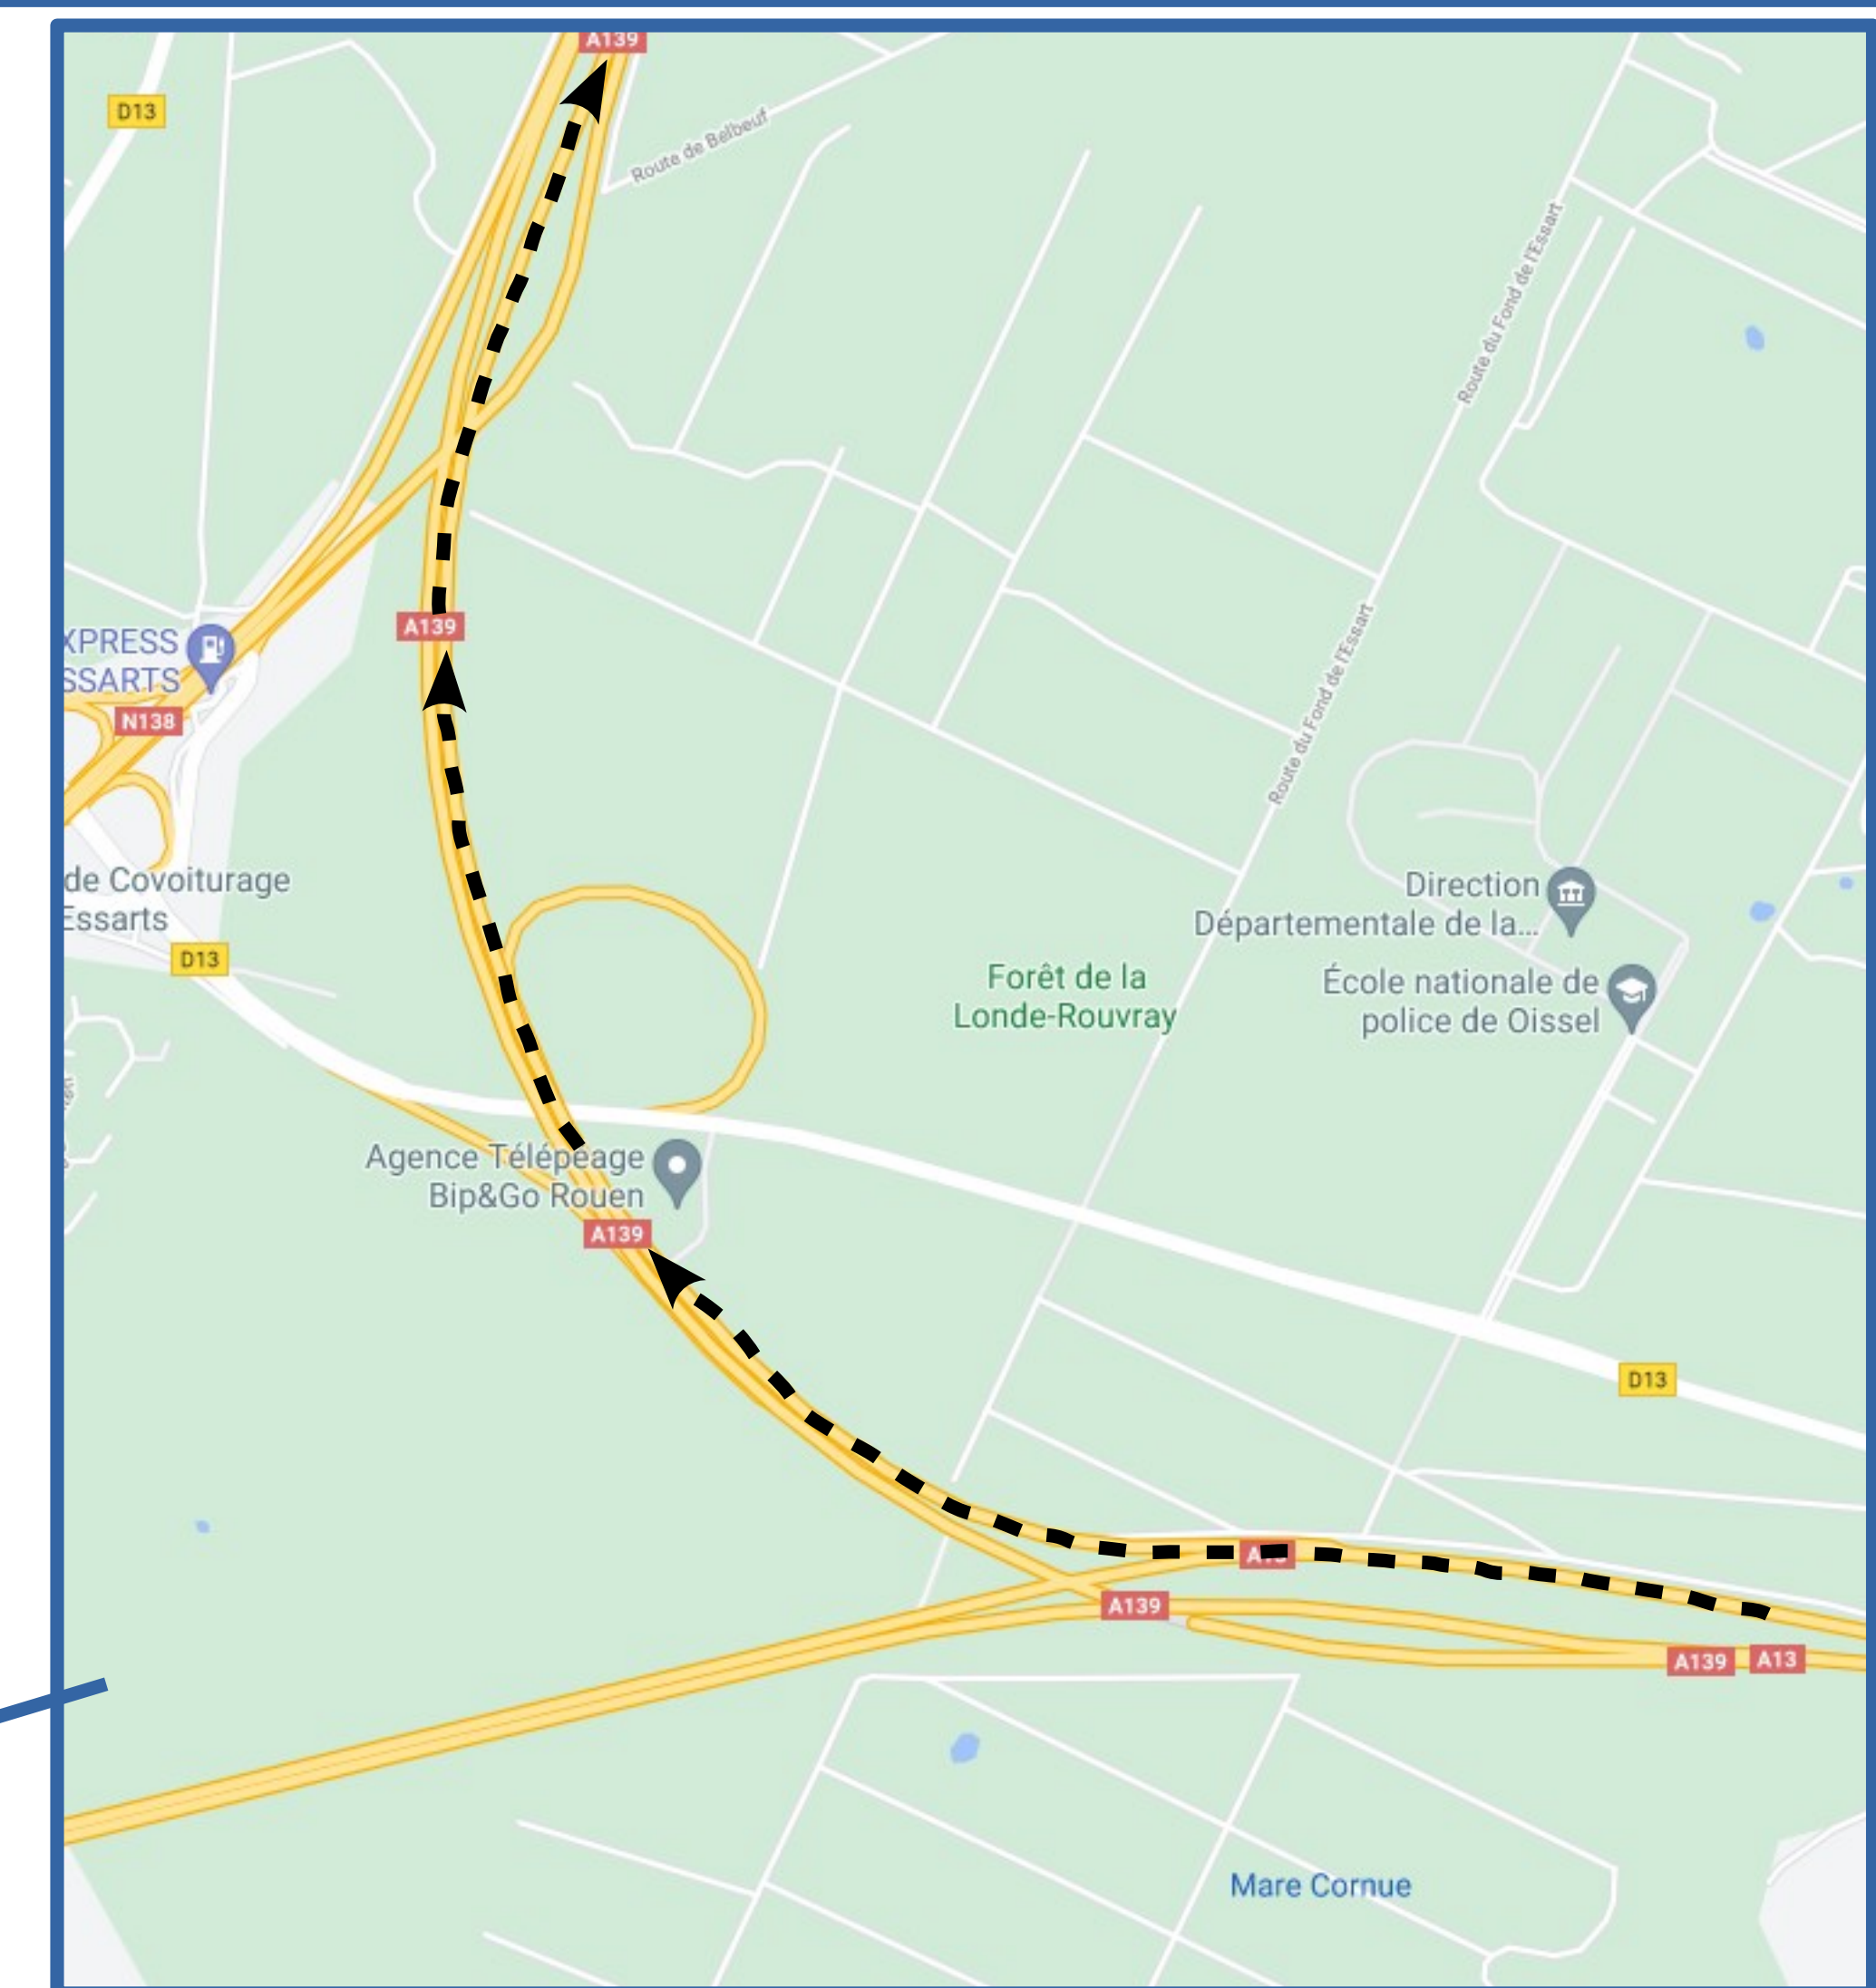 A139
D13
Route de Belbeuf
Route du Fond de l'Essart
XPRESS
SSARTS
A139
N138
Route du Fond de l'Essart
de Covoiturage
Essarts
Direction
Départementale de la...
D13
Forêt de la
Londe-Rouvray
École nationale de
police de Oissel
Agence Télépéage
Bip&Go Rouen
A139
D13
A139
A139
A13
Mare Cornue